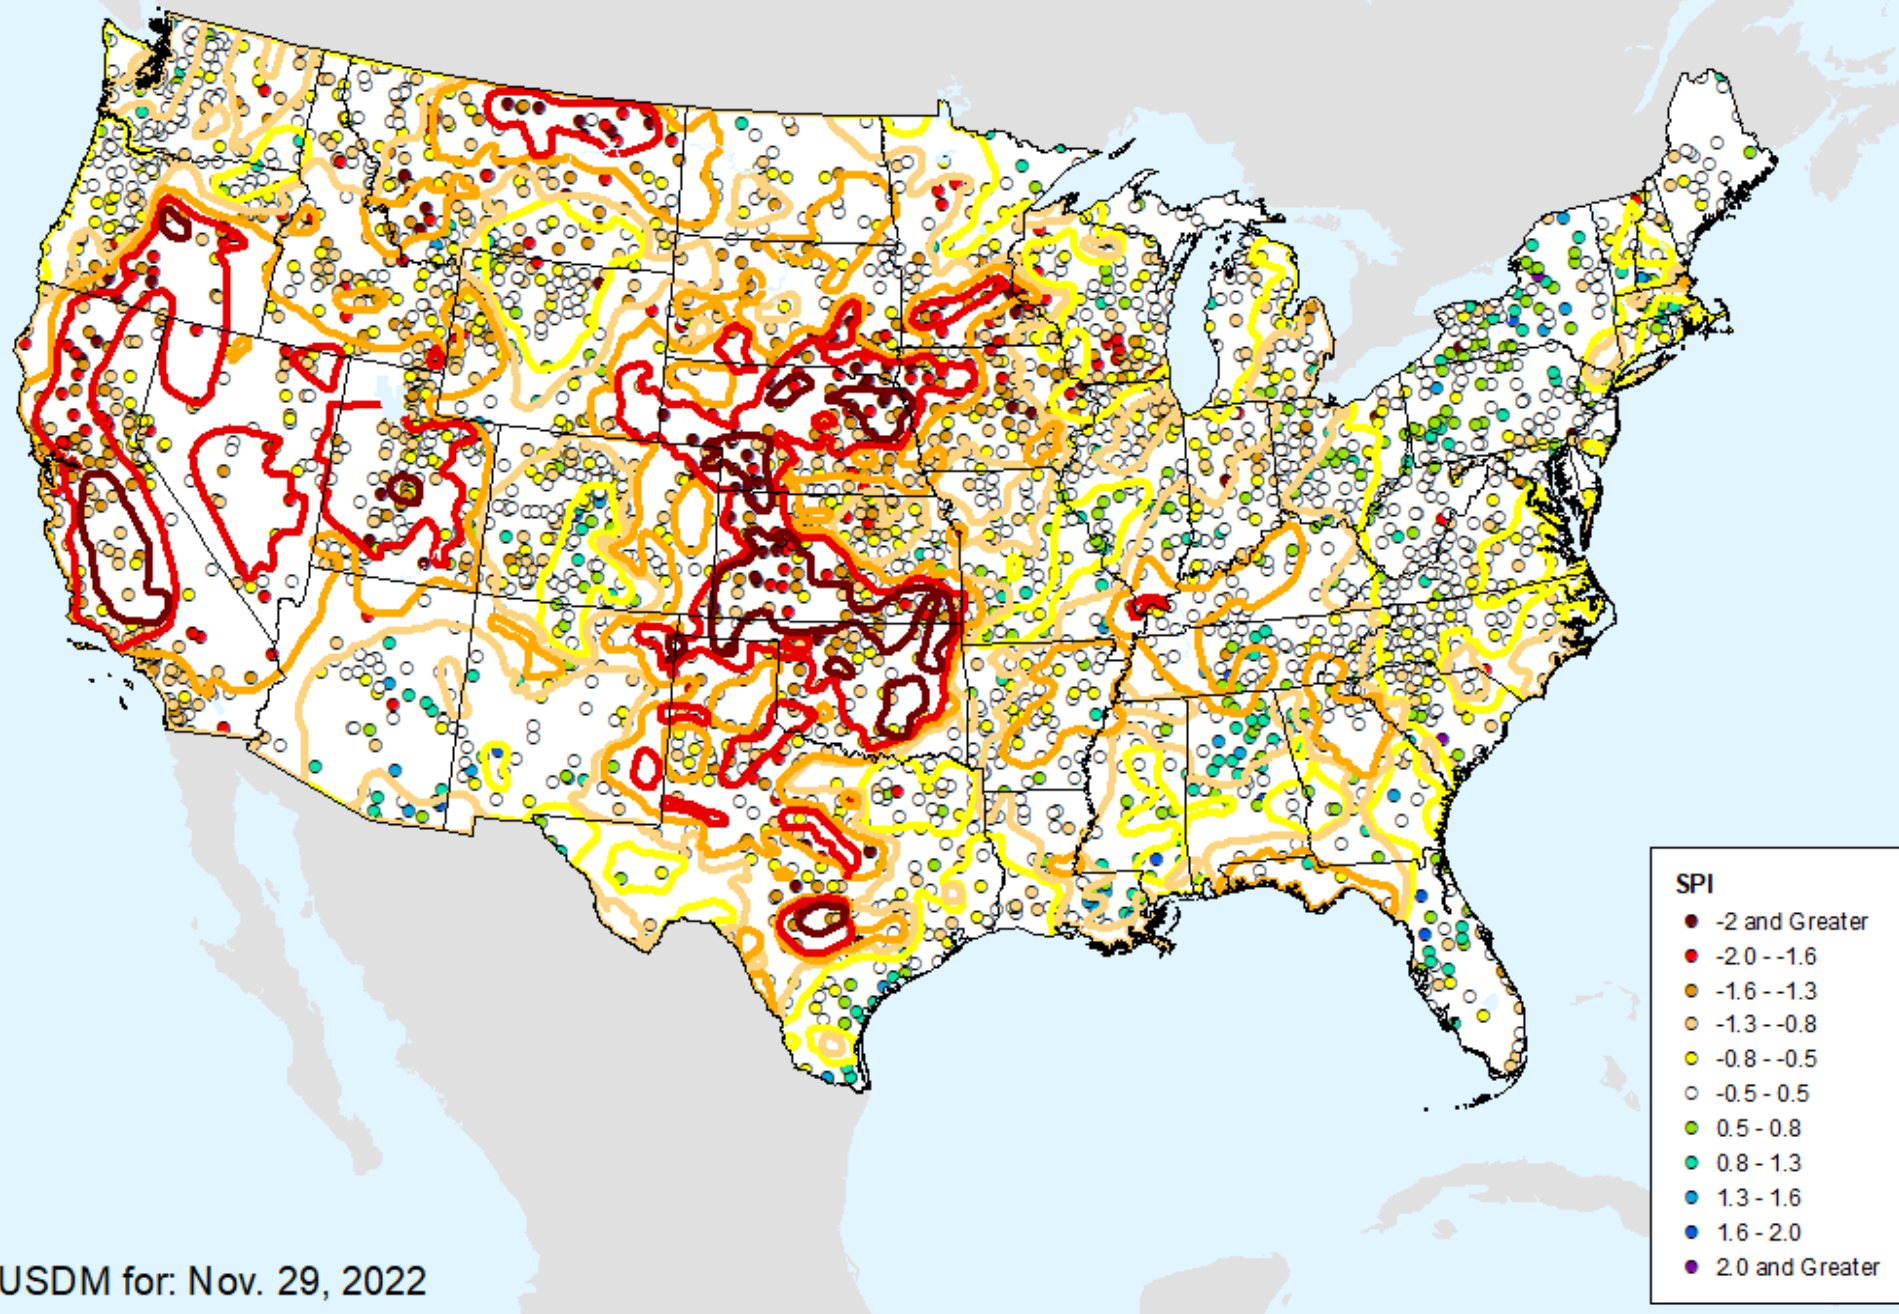 SPI
-2 and Greater
-2.0 - -1.6
-1.6 - -1.3
-1.3 - -0.8
-0.8 - -0.5
-0.5 - 0.5
0.5 - 0.8
0.8 - 1.3
1.3 - 1.6
1.6 - 2.0
2.0 and Greater
USDM for: Nov. 29, 2022